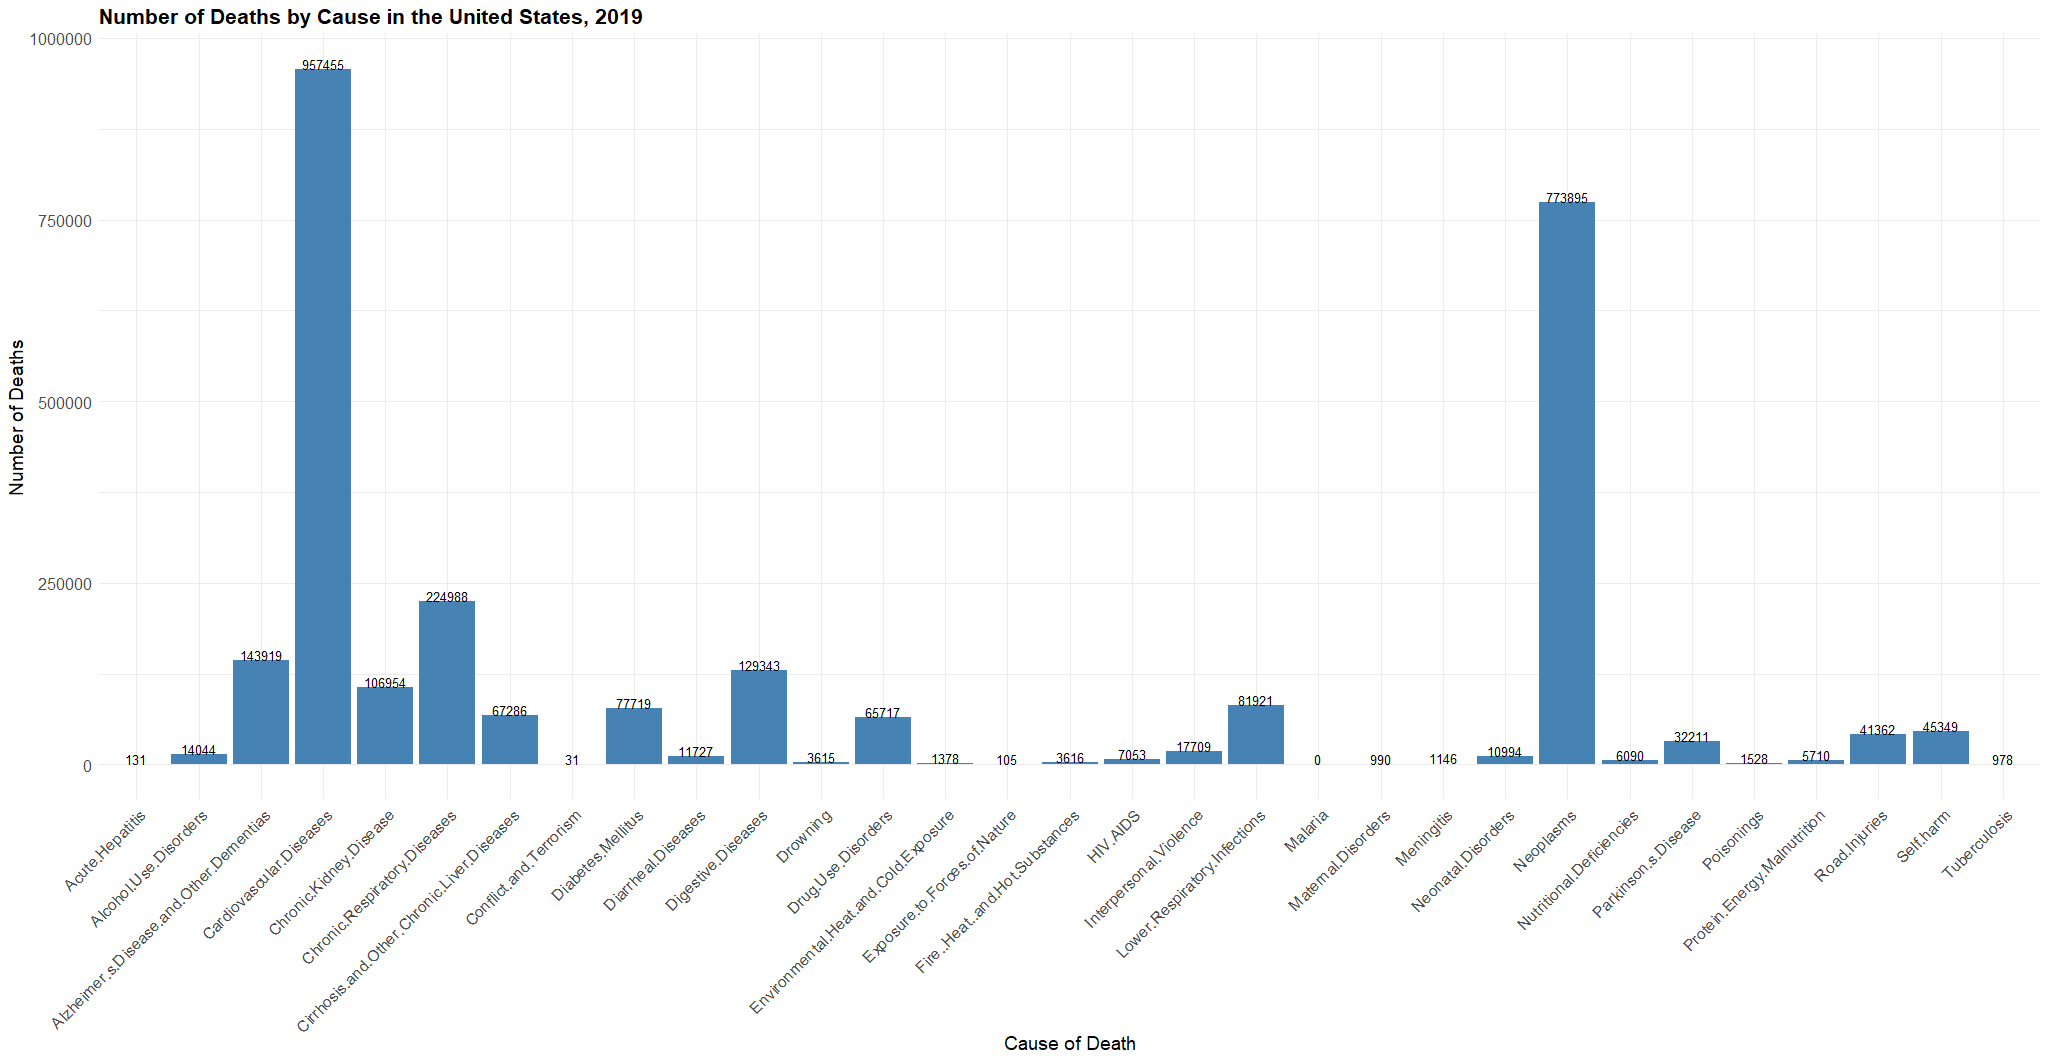 Number of Deaths by Cause in the United States, 2019
Number of Deaths
1000000
750000
500000
250000
0
131
14044
143919
957455
106954
224988
67286
31
77719
11727
129343
3615
65717
1378
105
3616
7053
17709
81921
0
990
1146
10994
773895
6090
32211
1528
5710
41362
45349
978
Acute.Hepatitis
Alcohol.Use.Disorders
Alzheimer.s.Disease.and.Other.Dementias
Cardiovascular.Diseases
Chronic.Kidney.Disease
Chronic.Respiratory.Diseases
Cirrhosis.and.Other.Chronic.Liver.Diseases
Conflict.and.Terrorism
Diabetes.Mellitus
Diarrheal.Diseases
Digestive.Diseases
Drowning
Drug.Use.Disorders
Environmental.Heat.and.Cold.Exposure
Exposure.to.Forces.of.Nature
Fire..Heat..and.Hot.Substances
HIV.AIDS
Interpersonal.Violence
Lower.Respiratory.Infections
Malaria
Maternal.Disorders
Meningitis
Neonatal.Disorders
Neoplasms
Nutritional.Deficiencies
Parkinson.s.Disease
Poisonings
Protein.Energy.Malnutrition
Road.Injuries
Self.harm
Tuberculosis
Cause of Death